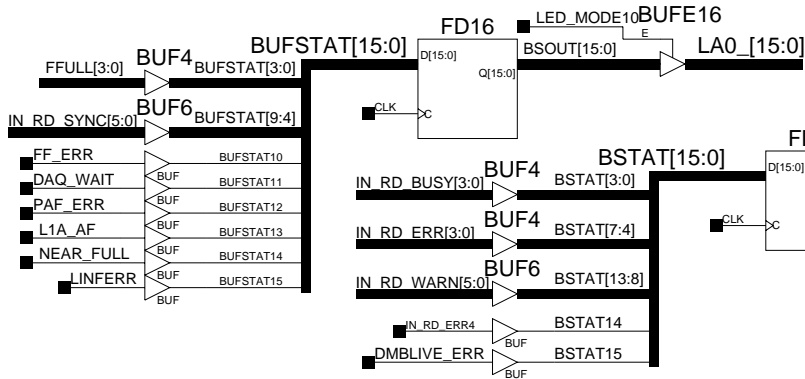 LED_MODE10
BUFE16
FD16
E
BUFSTAT[15:0]
BSOUT[15:0]
LA0_[15:0]
BUF4
D[15:0]
FFULL[3:0]
BUFSTAT[3:0]
Q[15:0]
BUF6
CLK
C
IN_RD_SYNC[5:0]
BUFSTAT[9:4]
FF_ERR
BUFSTAT10
BUF
DAQ_WAIT
BUFSTAT11
BUF
PAF_ERR
BUFSTAT12
BUF
L1A_AF
BUFSTAT13
BUF
NEAR_FULL
BUFSTAT14
BUF
LINFERR
BUFSTAT15
BUF
BSTAT[15:0]
D[15:0]
BUF4
IN_RD_BUSY[3:0]
BSTAT[3:0]
BUF4
CLK
C
IN_RD_ERR[3:0]
BSTAT[7:4]
BUF6
IN_RD_WARN[5:0]
BSTAT[13:8]
IN_RD_ERR4
BSTAT14
BUF
DMBLIVE_ERR
BSTAT15
BUF